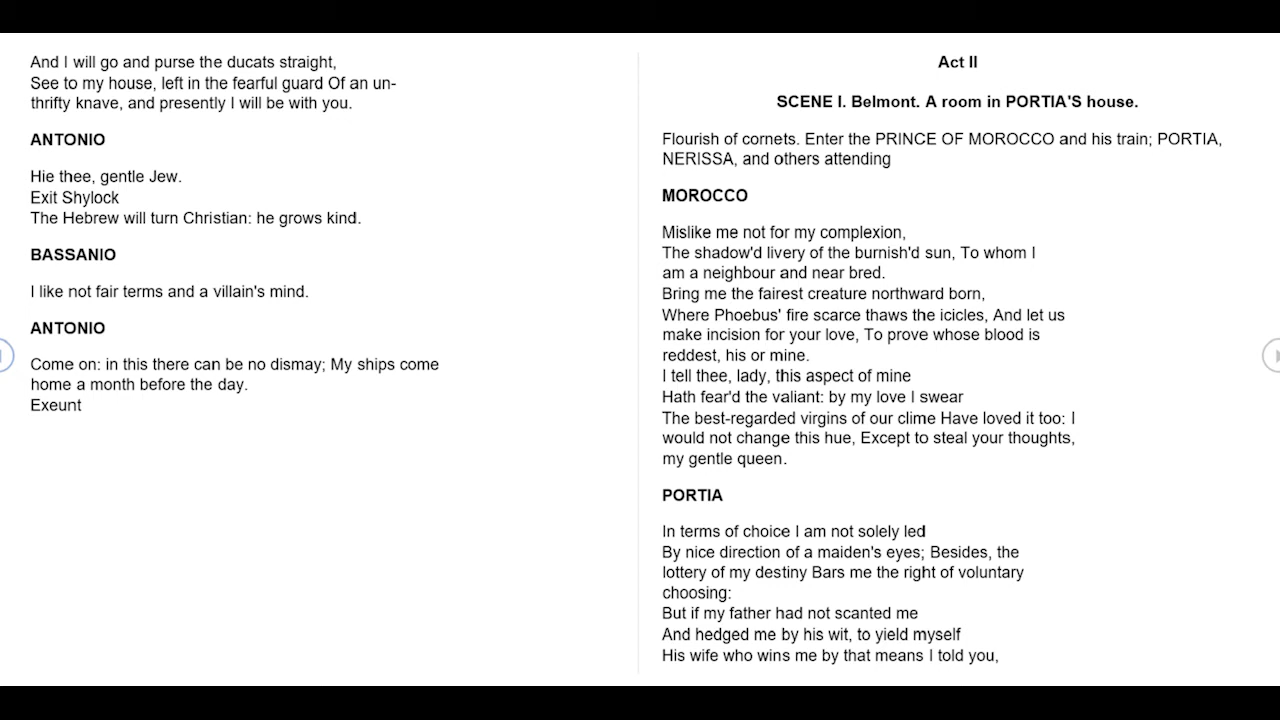 And I will go and purse the ducats straight,
See to my house, left in the fearful guard Of an un-
thrifty knave, and presently I will be with you.
ANTONIO
Hie thee, gentle Jew.
Exit Shylock
The Hebrew will turn Christian: he grows kind.
BASSANIO
I like not fair terms and a villain's mind.
ANTONIO
Come on: in this there can be no dismay; My ships come
home a month before the day.
Exeunt
Act II
SCENE I. Belmont. A room in PORTIA'S house.
Flourish of cornets. Enter the PRINCE OF MOROCCO and his train; PORTIA,
NERISSA, and others attending
MOROCCO
Mislike me not for my complexion,
The shadow'd livery of the burnish'd sun, To whom I
am a neighbour and near bred.
Bring me the fairest creature northward born,
Where Phoebus' fire scarce thaws the icicles, And let us
make incision for your love, To prove whose blood is
reddest, his or mine.
I tell thee, lady, this aspect of mine
Hath fear'd the valiant: by my love I swear
The best-regarded virgins of our clime Have loved it too: I
would not change this hue, Except to steal your thoughts,
my gentle queen.
PORTIA
In terms of choice I am not solely led
By nice direction of a maiden's eyes; Besides, the
lottery of my destiny Bars me the right of voluntary
choosing:
But if my father had not scanted me
And hedged me by his wit, to yield myself
His wife who wins me by that means I told you,